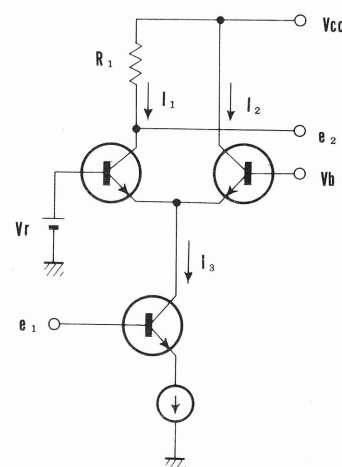 Vcc
R₁
I₁
I₂
e₂
Vb
Vr
I₃
e₁